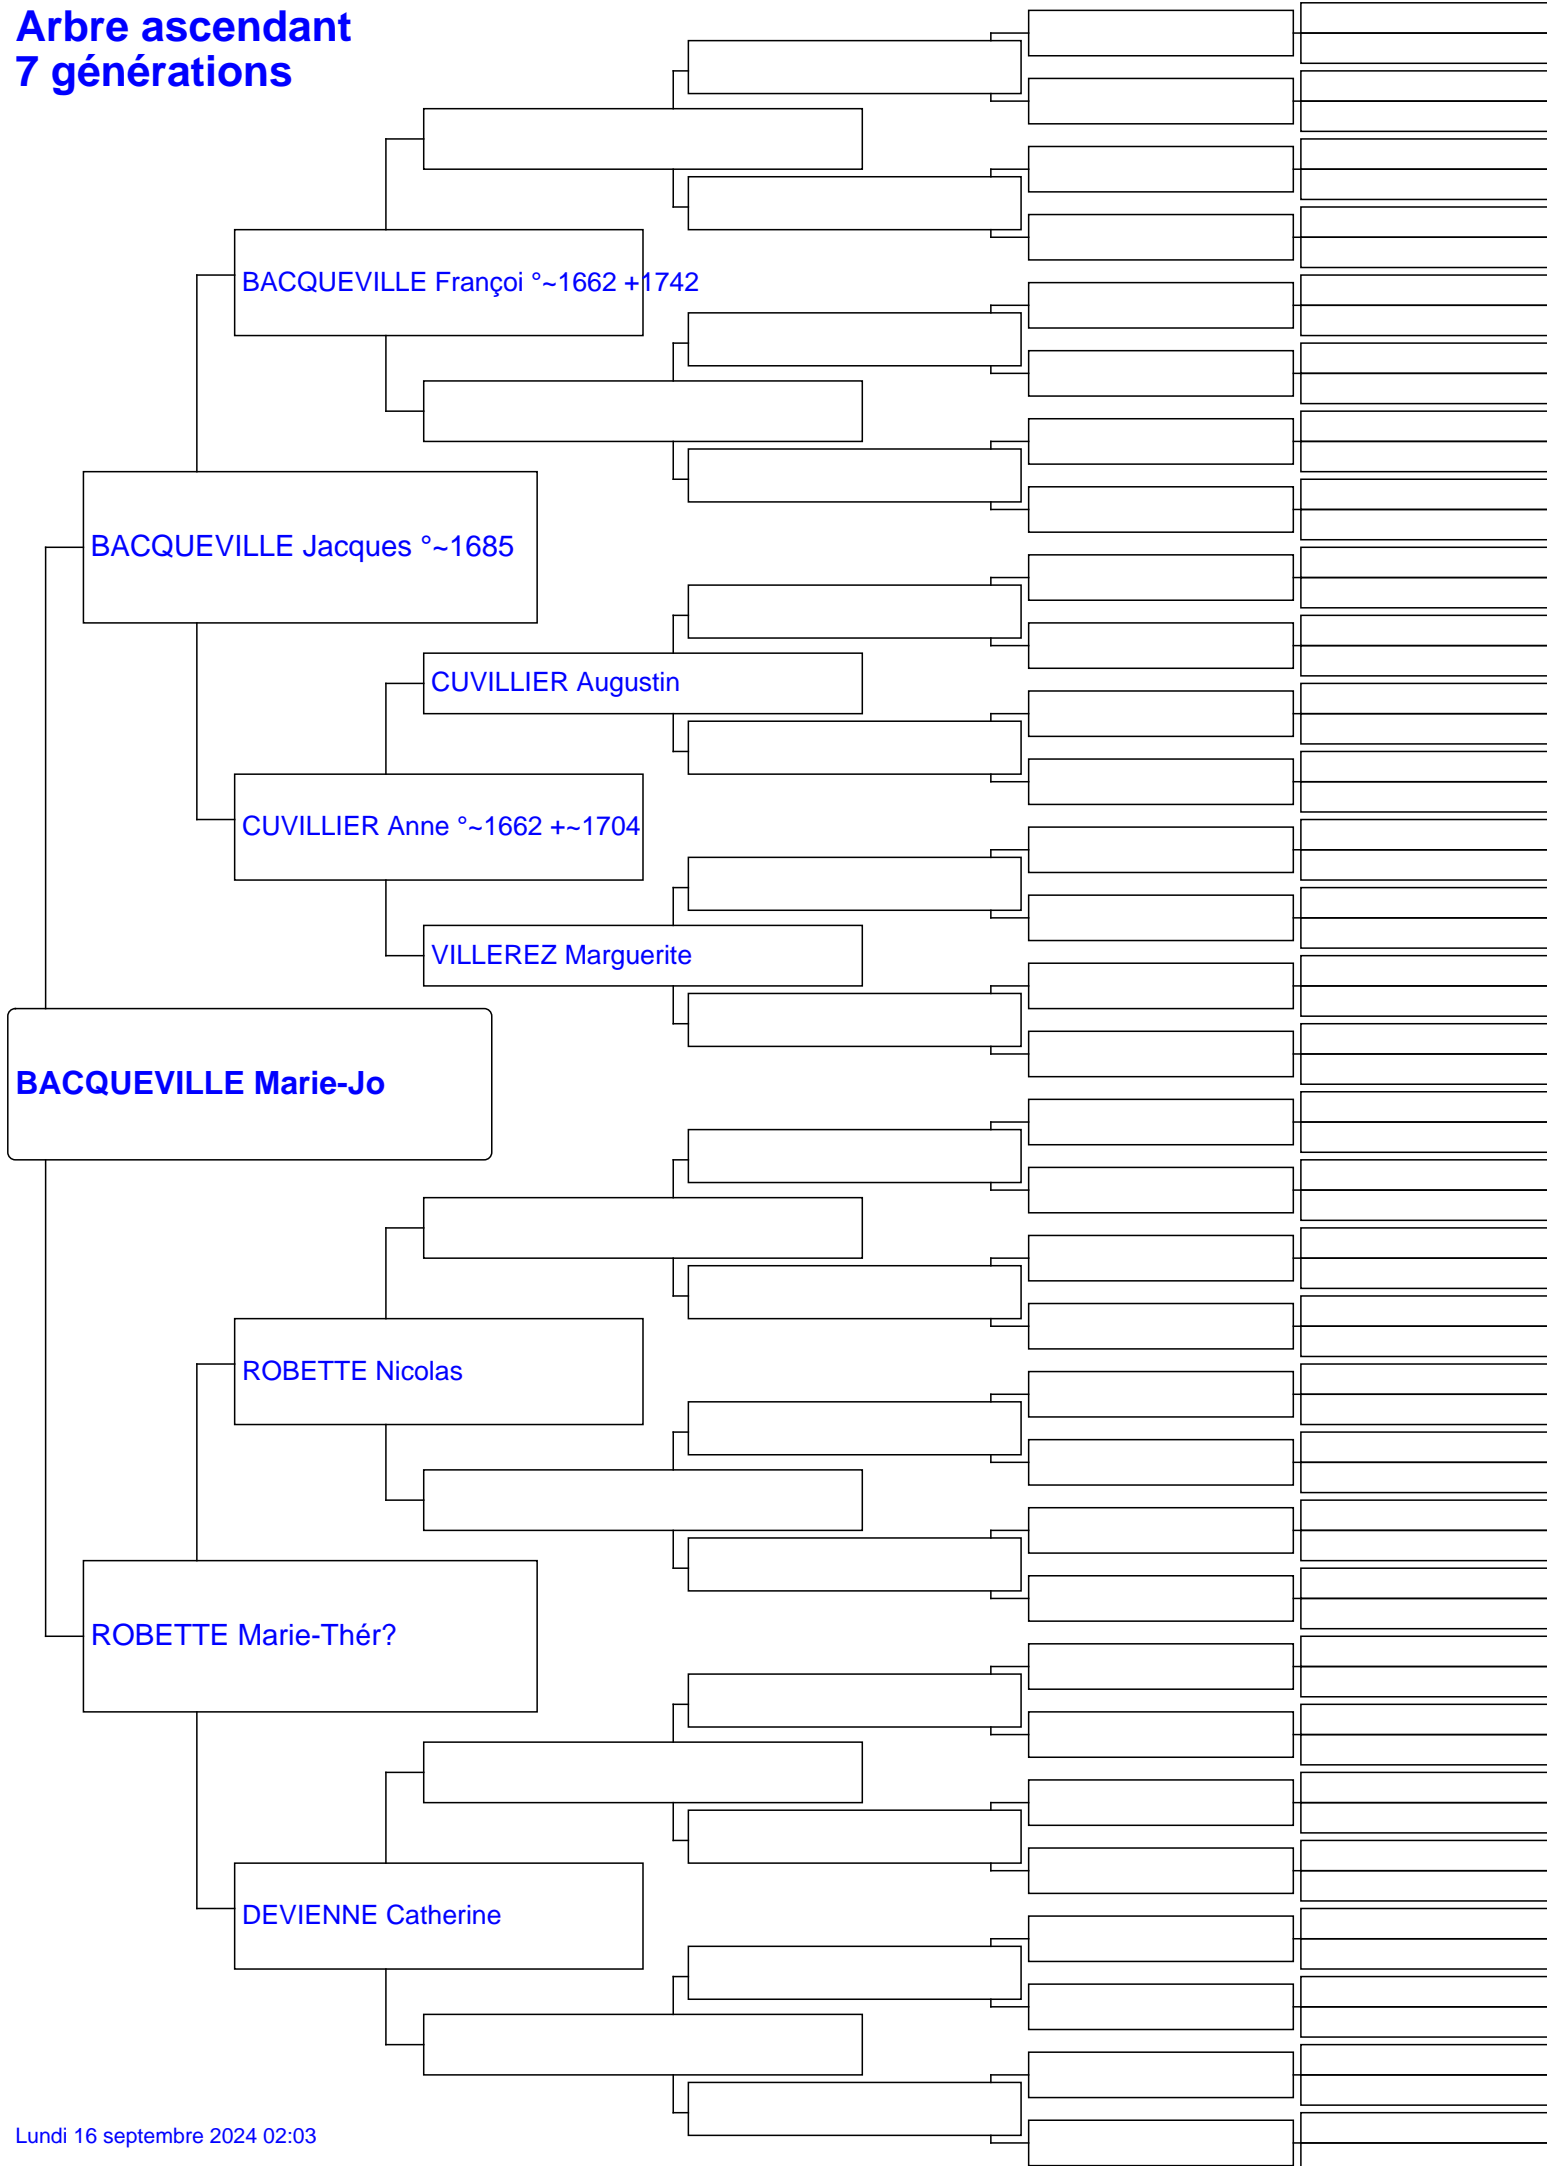 Arbre ascendant
7 générations
BACQUEVILLE Françoi °~1662 +1742
BACQUEVILLE Jacques °~1685
CUVILLIER Augustin
CUVILLIER Anne °~1662 +~1704
VILLEREZ Marguerite
BACQUEVILLE Marie-Jo
ROBETTE Nicolas
ROBETTE Marie-Thér?
DEVIENNE Catherine
Lundi 16 septembre 2024 02:03